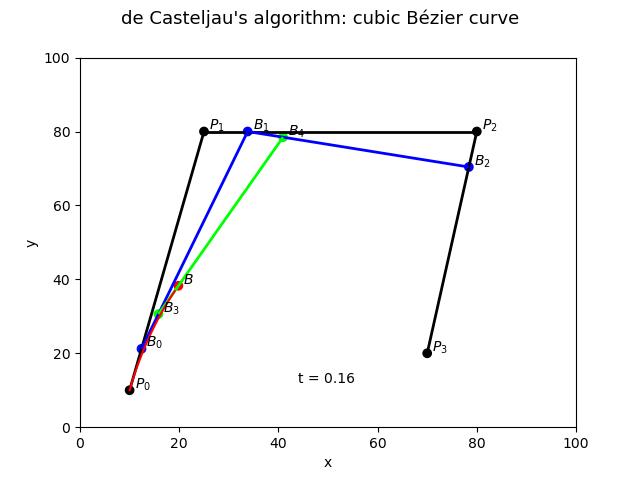 de Casteljau's algorithm: cubic Bézier curve
100
80
60
40
20
0
y
P₁
B₁
B₄
P₂
B₂
B
B₃
B₀
P₃
P₀
t = 0.16
0
20
40
60
80
100
x